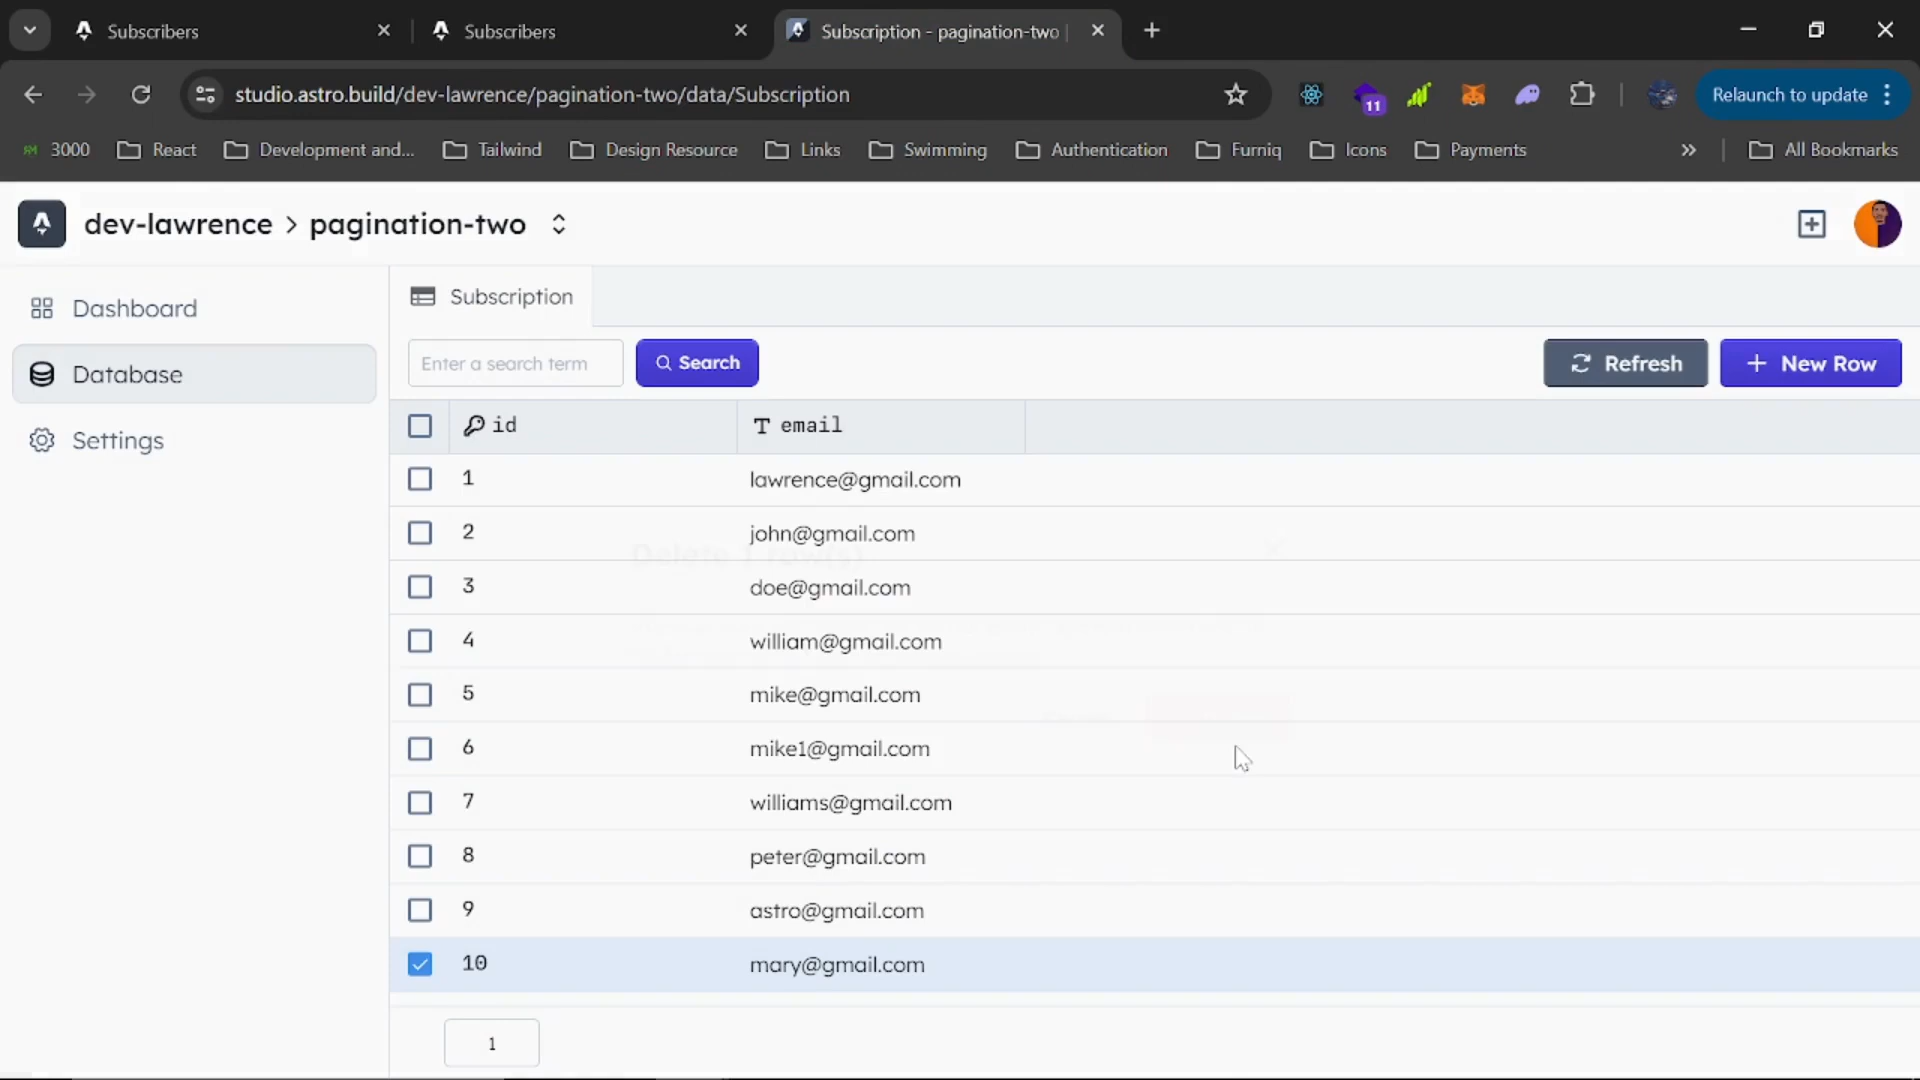 Subscribers
Subscribers
Subscription - pagination-two
studio.astro.build/dev-lawrence/pagination-two/data/Subscription
11
Relaunch to update
3000
React
Development and...
Tailwind
Design Resource
Links
Swimming
Authentication
Furniq
Icons
Payments
»
All Bookmarks
dev-lawrence > pagination-two
Dashboard
Database
Settings
Subscription
Enter a search term
Search
Refresh
+ New Row
id
email
1 lawrence@gmail.com
2 john@gmail.com
Delete 1 row(s)
3 doe@gmail.com
4 william@gmail.com
5 mike@gmail.com
6 mike1@gmail.com
7 williams@gmail.com
8 peter@gmail.com
9 astro@gmail.com
10 mary@gmail.com
1